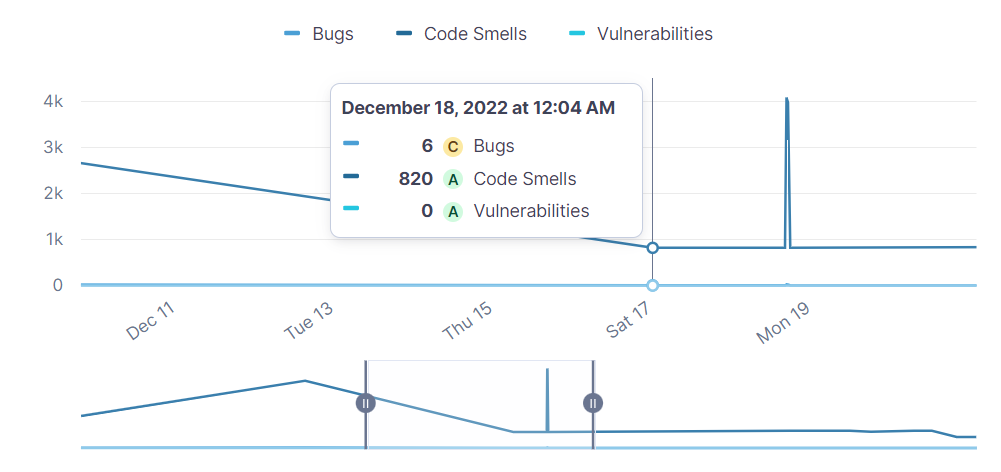 Bugs Code Smells Vulnerabilities
December 18, 2022 at 12:04 AM
6 C Bugs
820 A Code Smells
0 A Vulnerabilities
4k
3k
2k
1k
0
Dec 11 Tue 13 Thu 15 Sat 17 Mon 19